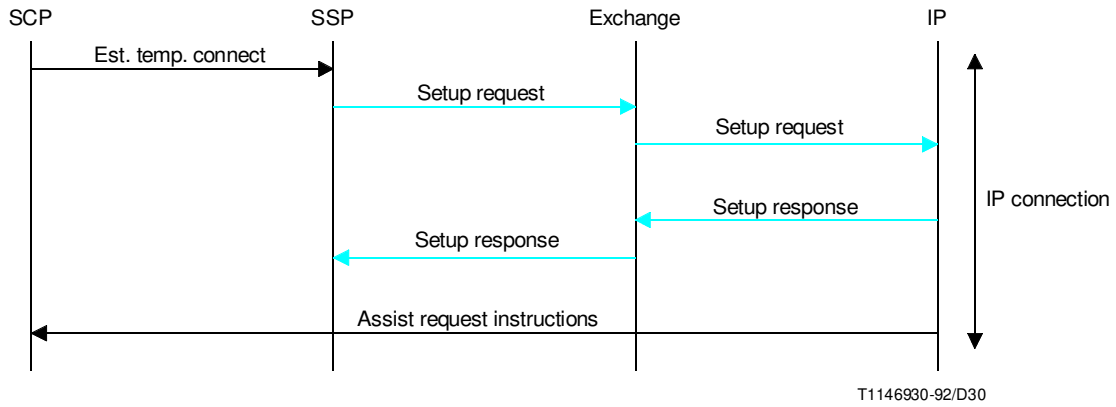 SCP
SSP
Exchange
IP
Est. temp. connect
Setup request
Setup request
IP connection
Setup response
Setup response
Assist request instructions
T1146930-92/D30